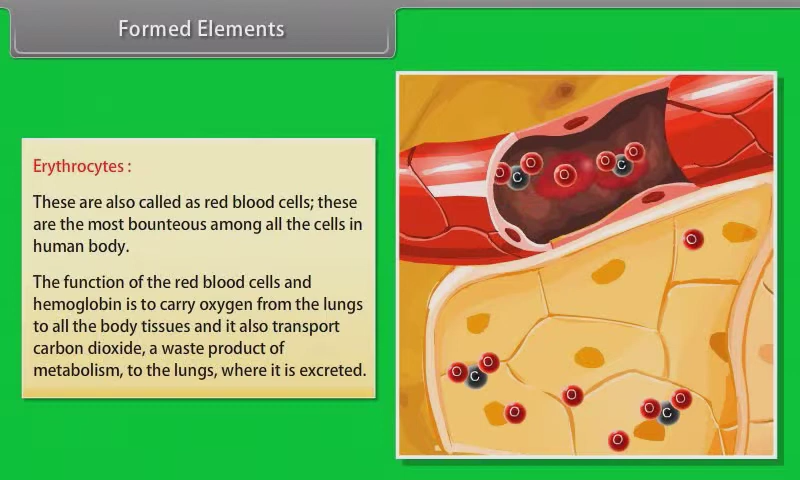 Formed Elements
Erythrocytes :
These are also called as red blood cells; these
are the most bounteous among all the cells in
human body.
The function of the red blood cells and
hemoglobin is to carry oxygen from the lungs
to all the body tissues and it also transport
carbon dioxide, a waste product of
metabolism, to the lungs, where it is excreted.
O C O
O
O C O
O
O C O
O
O
O C O
O